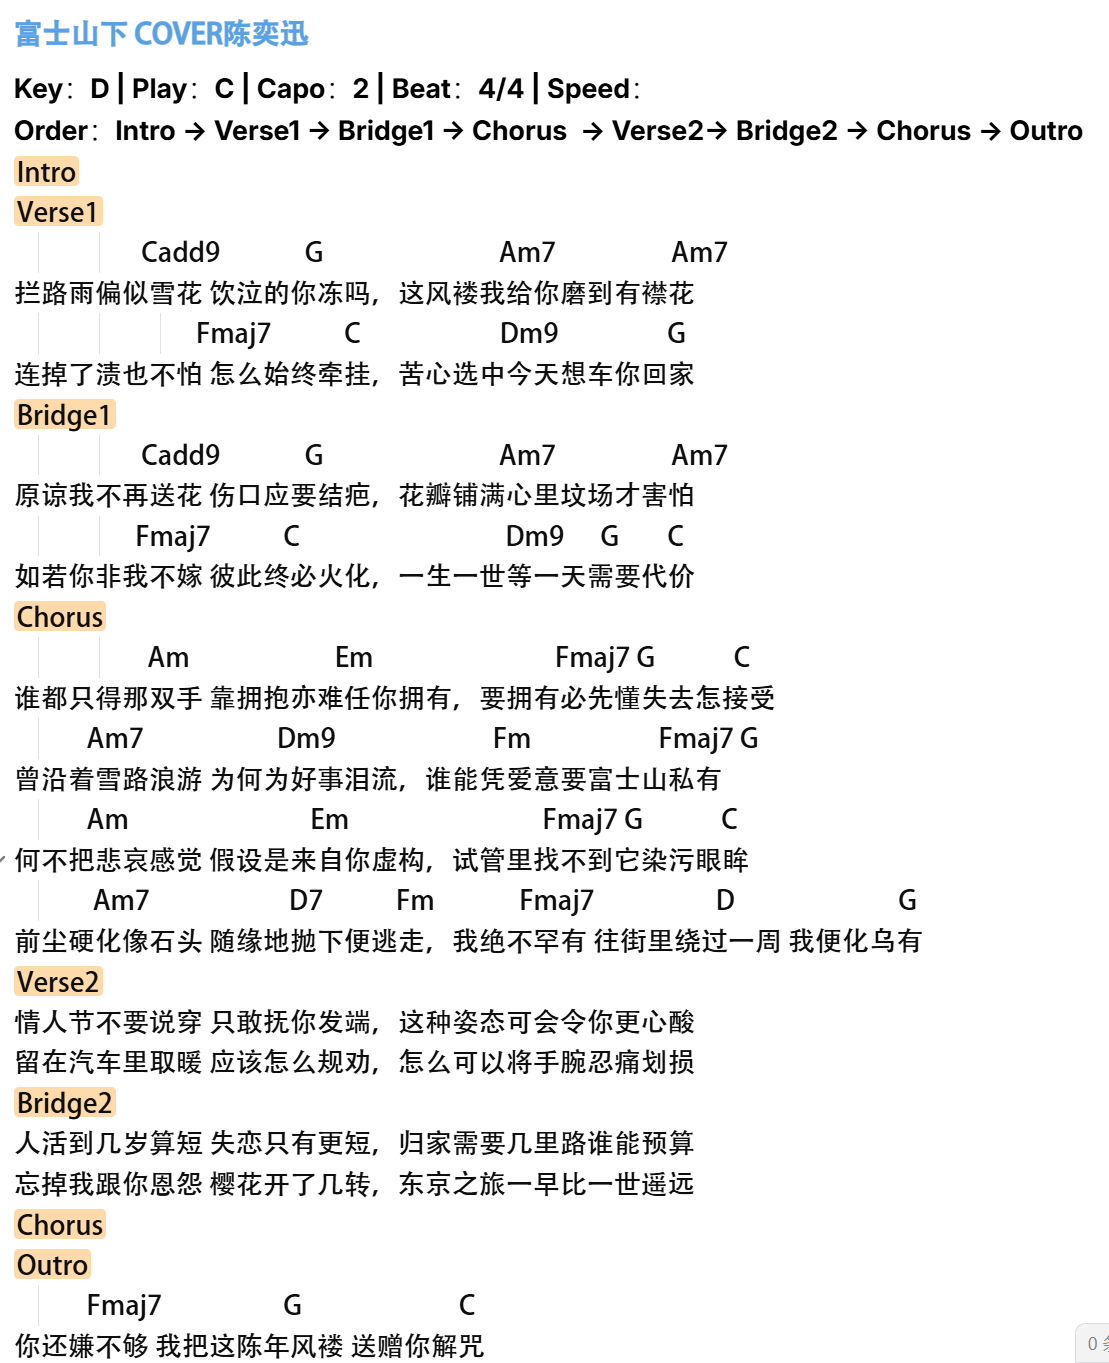 富士山下 COVER陈奕迅
Key：D | Play：C | Capo：2 | Beat：4/4 | Speed：
Order：Intro → Verse1 → Bridge1 → Chorus → Verse2→ Bridge2 → Chorus → Outro
Intro
Verse1
Cadd9 G Am7 Am7
拦路雨偏似雪花 饮泣的你冻吗，这风褛我给你磨到有襟花
Fmaj7 C Dm9 G
连掉了渍也不怕 怎么始终牵挂，苦心选中今天想车你回家
Bridge1
Cadd9 G Am7 Am7
原谅我不再送花 伤口应要结疤，花瓣铺满心里坟场才害怕
Fmaj7 C Dm9 G C
如若你非我不嫁 彼此终必火化，一生一世等一天需要代价
Chorus
Am Em Fmaj7 G C
谁都只得那双手 靠拥抱亦难任你拥有，要拥有必先懂失去怎接受
Am7 Dm9 Fm Fmaj7 G
曾沿着雪路浪游 为何为好事泪流，谁能凭爱意要富士山私有
Am Em Fmaj7 G C
何不把悲哀感觉 假设是来自你虚构，试管里找不到它染污眼眸
Am7 D7 Fm Fmaj7 D G
前尘硬化像石头 随缘地抛下便逃走，我绝不罕有 往街里绕过一周 我便化乌有
Verse2
情人节不要说穿 只敢抚你发端，这种姿态可会令你更心酸
留在汽车里取暖 应该怎么规劝，怎么可以将手腕忍痛划损
Bridge2
人活到几岁算短 失恋只有更短，归家需要几里路谁能预算
忘掉我跟你恩怨 樱花开了几转，东京之旅一早比一世遥远
Chorus
Outro
Fmaj7 G C
你还嫌不够 我把这陈年风褛 送赠你解咒
0